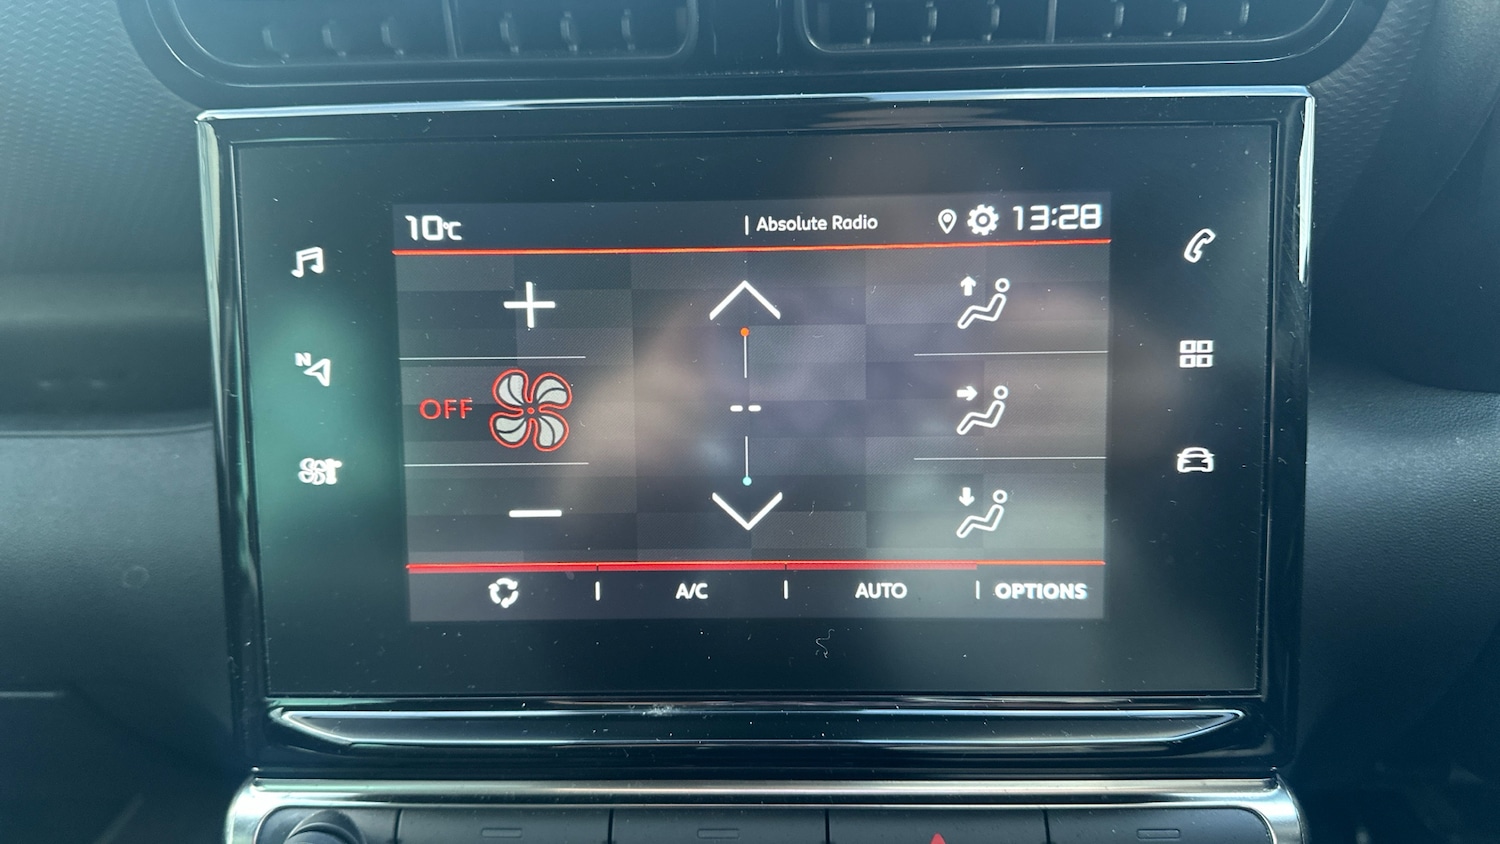 10°C
Absolute Radio
13:28
N
OFF
--
A/C
AUTO
OPTIONS